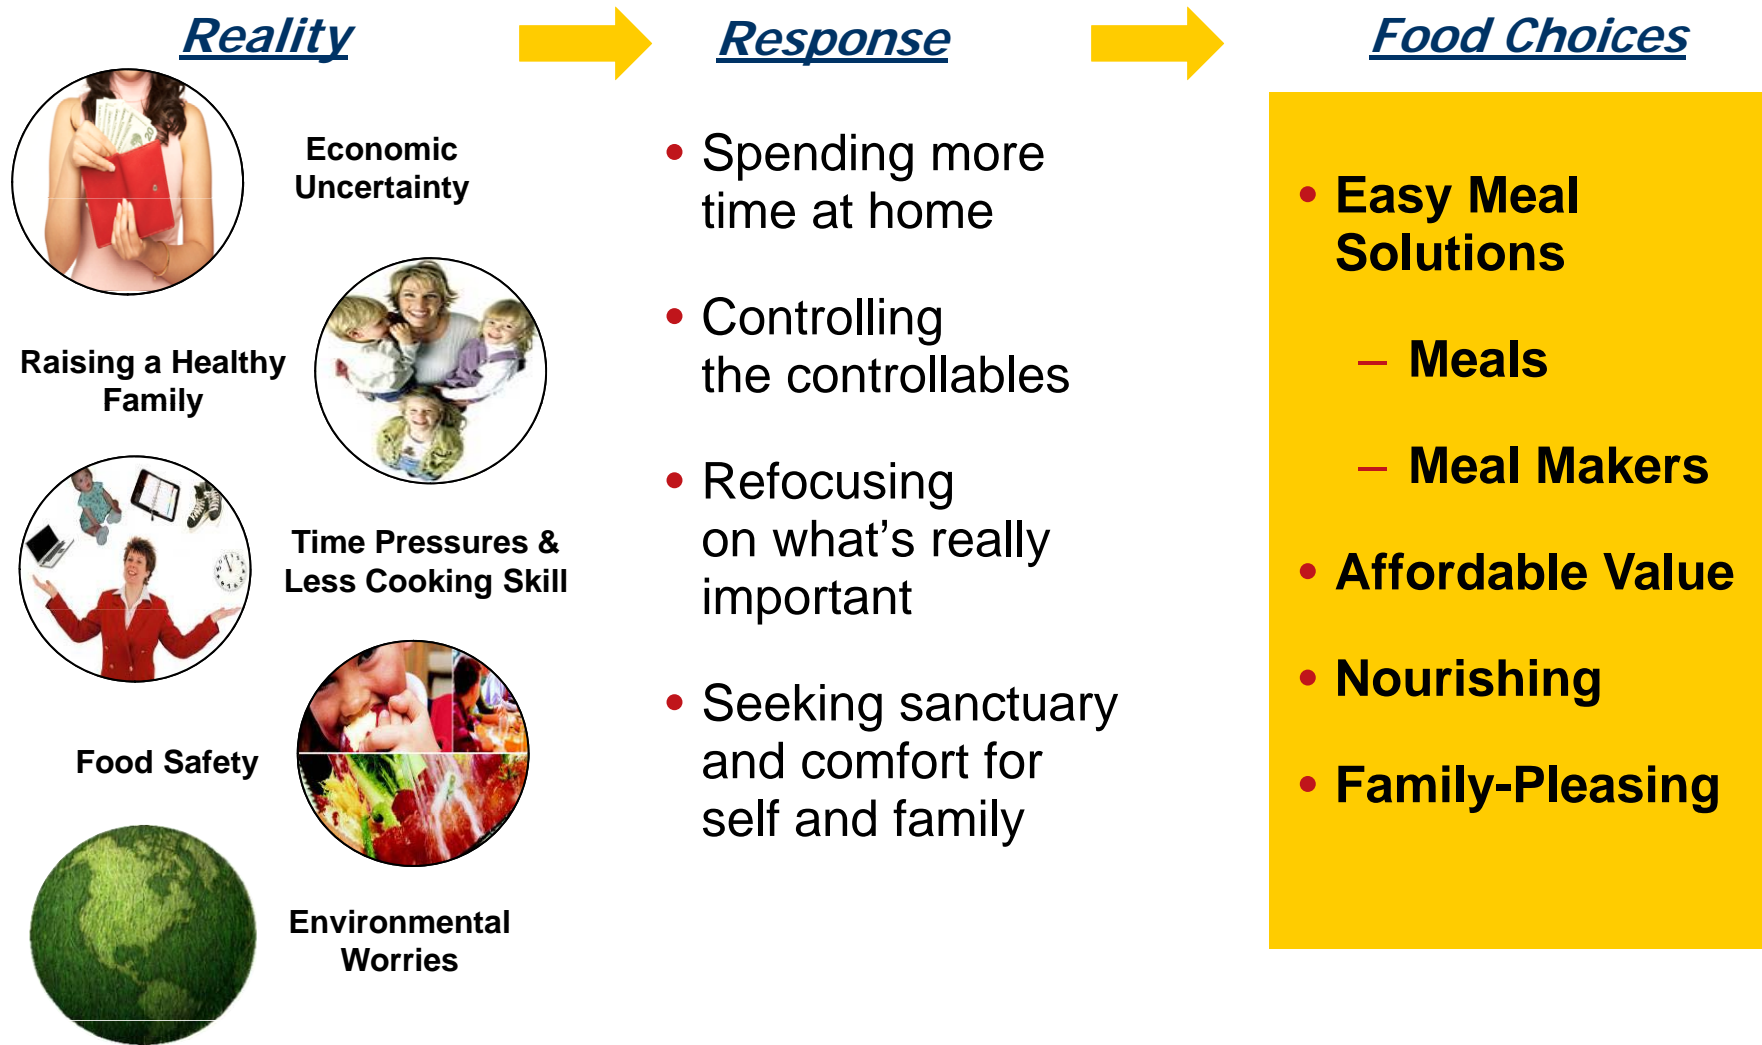 Reality
Response
Food Choices
Economic
Uncertainty
Raising a Healthy
Family
Time Pressures &
Less Cooking Skill
Food Safety
Environmental
Worries
• Spending more
time at home
• Controlling
the controllables
• Refocusing
on what’s really
important
• Seeking sanctuary
and comfort for
self and family
• Easy Meal
Solutions
– Meals
– Meal Makers
• Affordable Value
• Nourishing
• Family-Pleasing